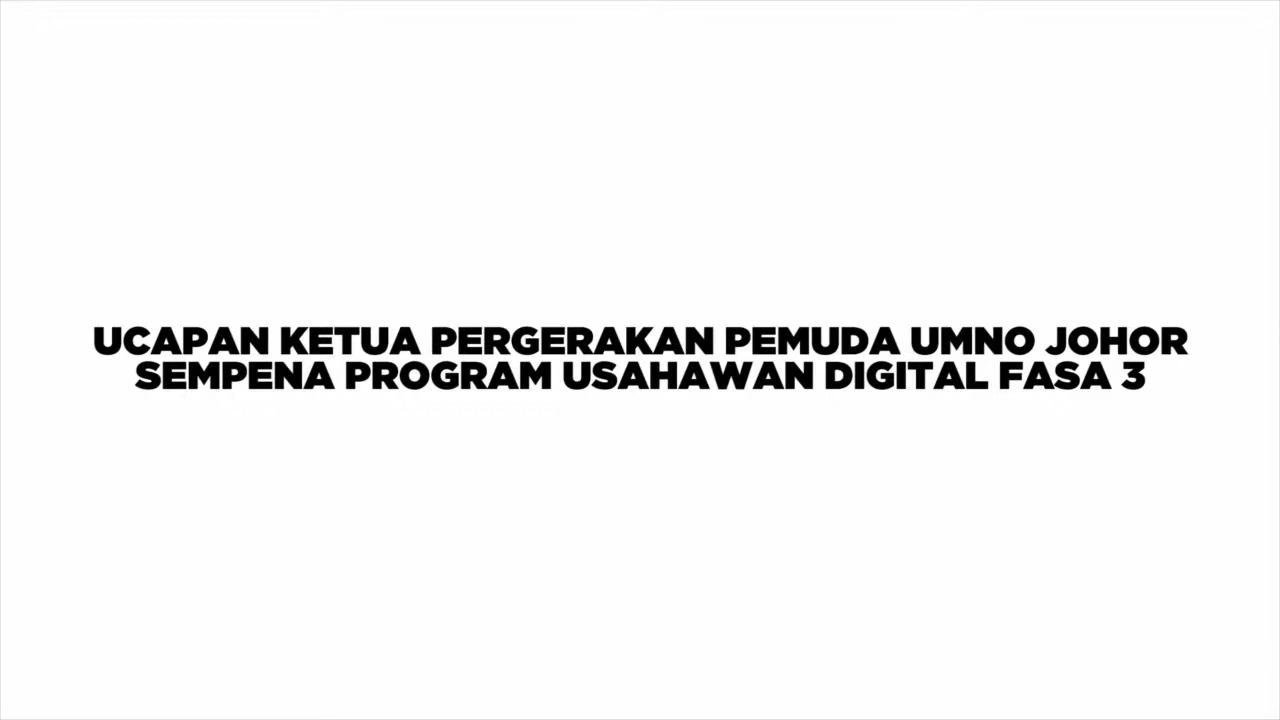 UCAPAN KETUA PERGERAKAN PEMUDA UMNO JOHOR
SEMPENA PROGRAM USAHAWAN DIGITAL FASA 3